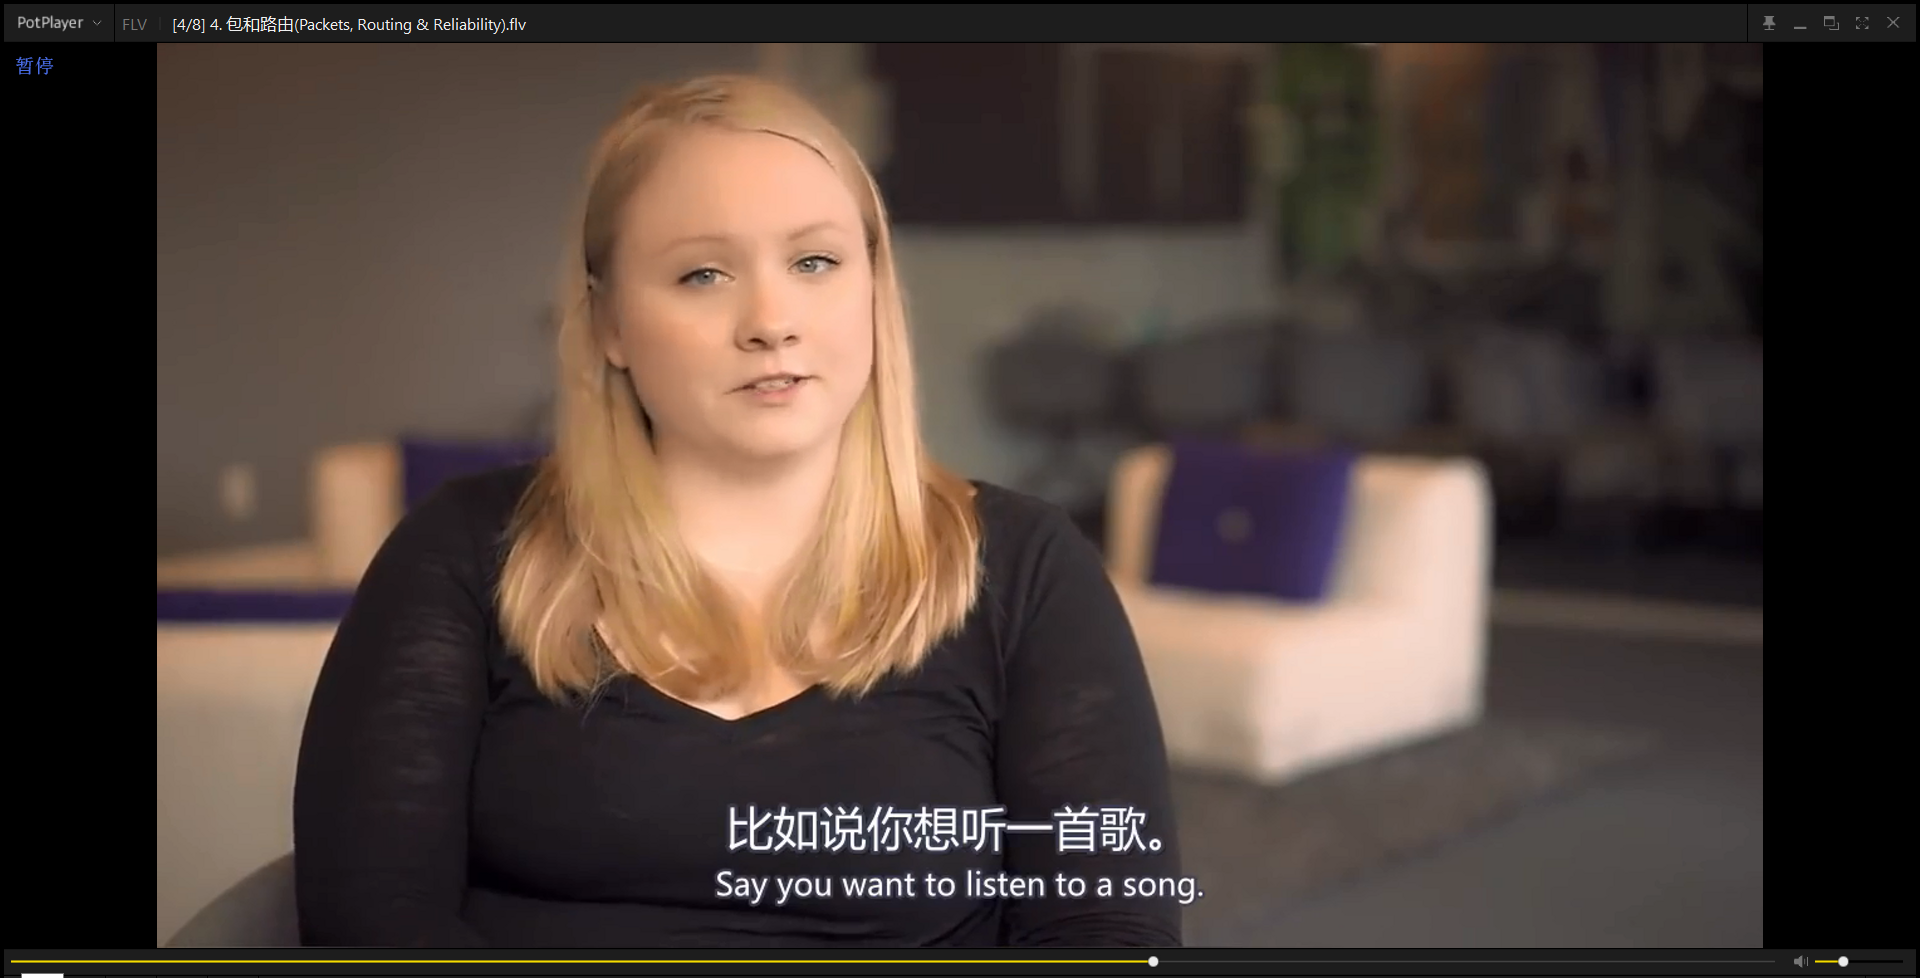 PotPlayer FLV [4/8] 4. 包和路由(Packets, Routing & Reliability).flv
暂停
比如说你想听一首歌。
Say you want to listen to a song.